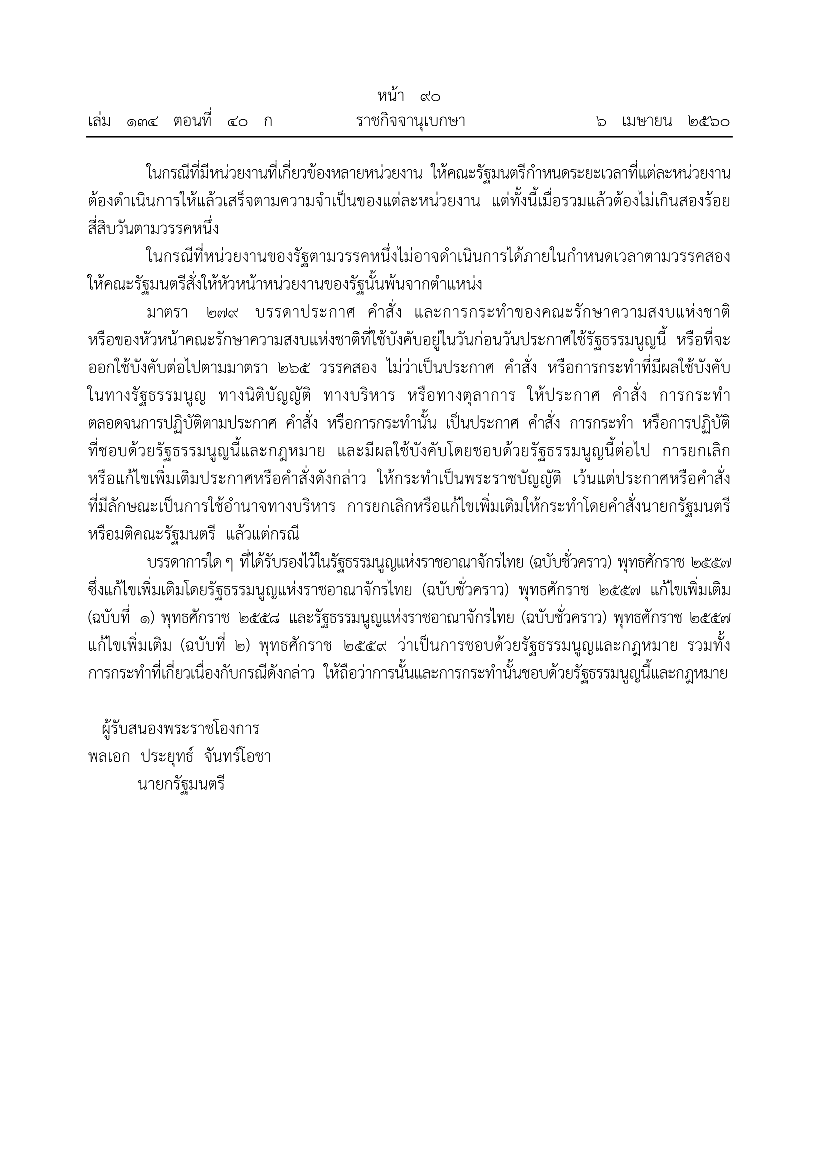 หน้า ๙๐
เล่ม ๑๓๔ ตอนที่ ๔๐ ก ราชกิจจานุเบกษา ๖ เมษายน ๒๕๖๐
ในกรณีที่มีหน่วยงานที่เกี่ยวข้องหลายหน่วยงาน ให้คณะรัฐมนตรีกำหนดระยะเวลาที่แต่ละหน่วยงาน
ต้องดำเนินการให้แล้วเสร็จตามความจำเป็นของแต่ละหน่วยงาน แต่ทั้งนี้เมื่อรวมแล้วต้องไม่เกินสองร้อย
สี่สิบวันตามวรรคหนึ่ง
ในกรณีที่หน่วยงานของรัฐตามวรรคหนึ่งไม่อาจดำเนินการได้ภายในกำหนดเวลาตามวรรคสอง
ให้คณะรัฐมนตรีสั่งให้หัวหน้าหน่วยงานของรัฐนั้นพ้นจากตำแหน่ง
มาตรา ๒๗๙ บรรดาประกาศ คำสั่ง และการกระทำของคณะรักษาความสงบแห่งชาติ
หรือของหัวหน้าคณะรักษาความสงบแห่งชาติที่ใช้บังคับอยู่ในวันก่อนวันประกาศใช้รัฐธรรมนูญนี้ หรือที่จะ
ออกใช้บังคับต่อไปตามมาตรา ๒๖๕ วรรคสอง ไม่ว่าเป็นประกาศ คำสั่ง หรือการกระทำที่มีผลใช้บังคับ
ในทางรัฐธรรมนูญ ทางนิติบัญญัติ ทางบริหาร หรือทางตุลาการ ให้ประกาศ คำสั่ง การกระทำ
ตลอดจนการปฏิบัติตามประกาศ คำสั่ง หรือการกระทำนั้น เป็นประกาศ คำสั่ง การกระทำ หรือการปฏิบัติ
ที่ชอบด้วยรัฐธรรมนูญนี้และกฎหมาย และมีผลใช้บังคับโดยชอบด้วยรัฐธรรมนูญนี้ต่อไป การยกเลิก
หรือแก้ไขเพิ่มเติมประกาศหรือคำสั่งดังกล่าว ให้กระทำเป็นพระราชบัญญัติ เว้นแต่ประกาศหรือคำสั่ง
ที่มีลักษณะเป็นการใช้อำนาจทางบริหาร การยกเลิกหรือแก้ไขเพิ่มเติมให้กระทำโดยคำสั่งนายกรัฐมนตรี
หรือมติคณะรัฐมนตรี แล้วแต่กรณี
บรรดาการใด ๆ ที่ได้รับรองไว้ในรัฐธรรมนูญแห่งราชอาณาจักรไทย (ฉบับชั่วคราว) พุทธศักราช ๒๕๕๗
ซึ่งแก้ไขเพิ่มเติมโดยรัฐธรรมนูญแห่งราชอาณาจักรไทย (ฉบับชั่วคราว) พุทธศักราช ๒๕๕๗ แก้ไขเพิ่มเติม
(ฉบับที่ ๑) พุทธศักราช ๒๕๕๘ และรัฐธรรมนูญแห่งราชอาณาจักรไทย (ฉบับชั่วคราว) พุทธศักราช ๒๕๕๗
แก้ไขเพิ่มเติม (ฉบับที่ ๒) พุทธศักราช ๒๕๕๙ ว่าเป็นการชอบด้วยรัฐธรรมนูญและกฎหมาย รวมทั้ง
การกระทำที่เกี่ยวเนื่องกับกรณีดังกล่าว ให้ถือว่าการนั้นและการกระทำนั้นชอบด้วยรัฐธรรมนูญนี้และกฎหมาย
ผู้รับสนองพระราชโองการ
พลเอก ประยุทธ์ จันทร์โอชา
นายกรัฐมนตรี